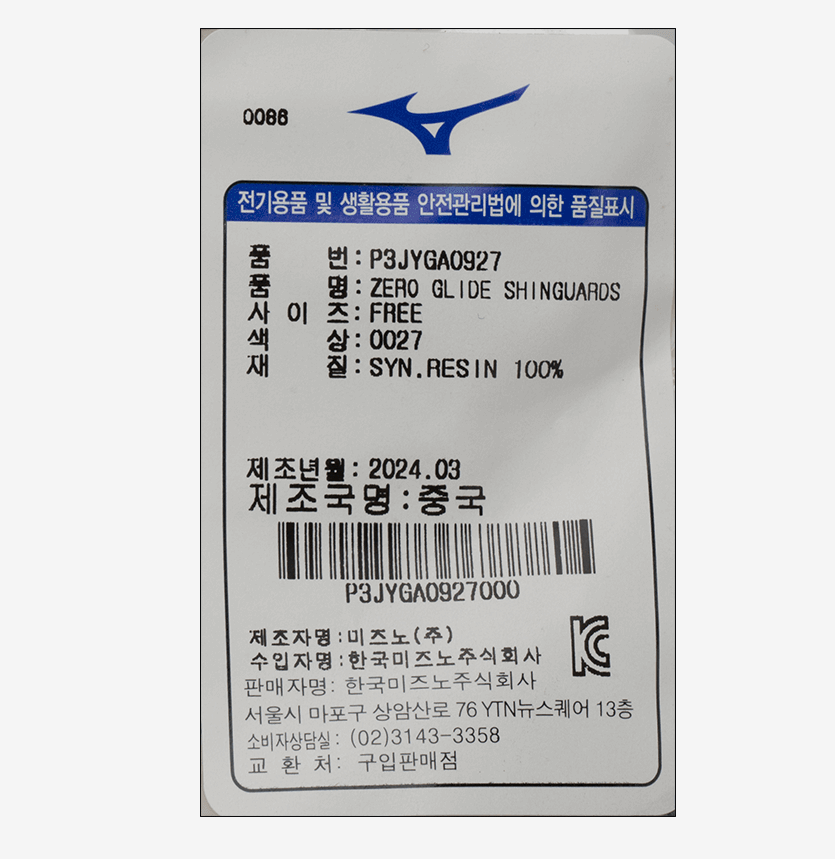 0086
전기용품 및 생활용품 안전관리법에 의한 품질표시
품 번 : P3JYGA0927
품 명 : ZERO GLIDE SHINGUARDS
사 이 즈 : FREE
색 상 : 0027
재 질 : SYN.RESIN 100%
제조년월 : 2024.03
제조국명 : 중국
P3JYGA0927000
제조자명 : 미즈노(주)
수입자명 : 한국미즈노주식회사
판매자명 : 한국미즈노주식회사
서울시 마포구 상암산로 76 YTN뉴스퀘어 13층
소비자상담실 : (02)3143-3358
교 환 처 : 구입판매점